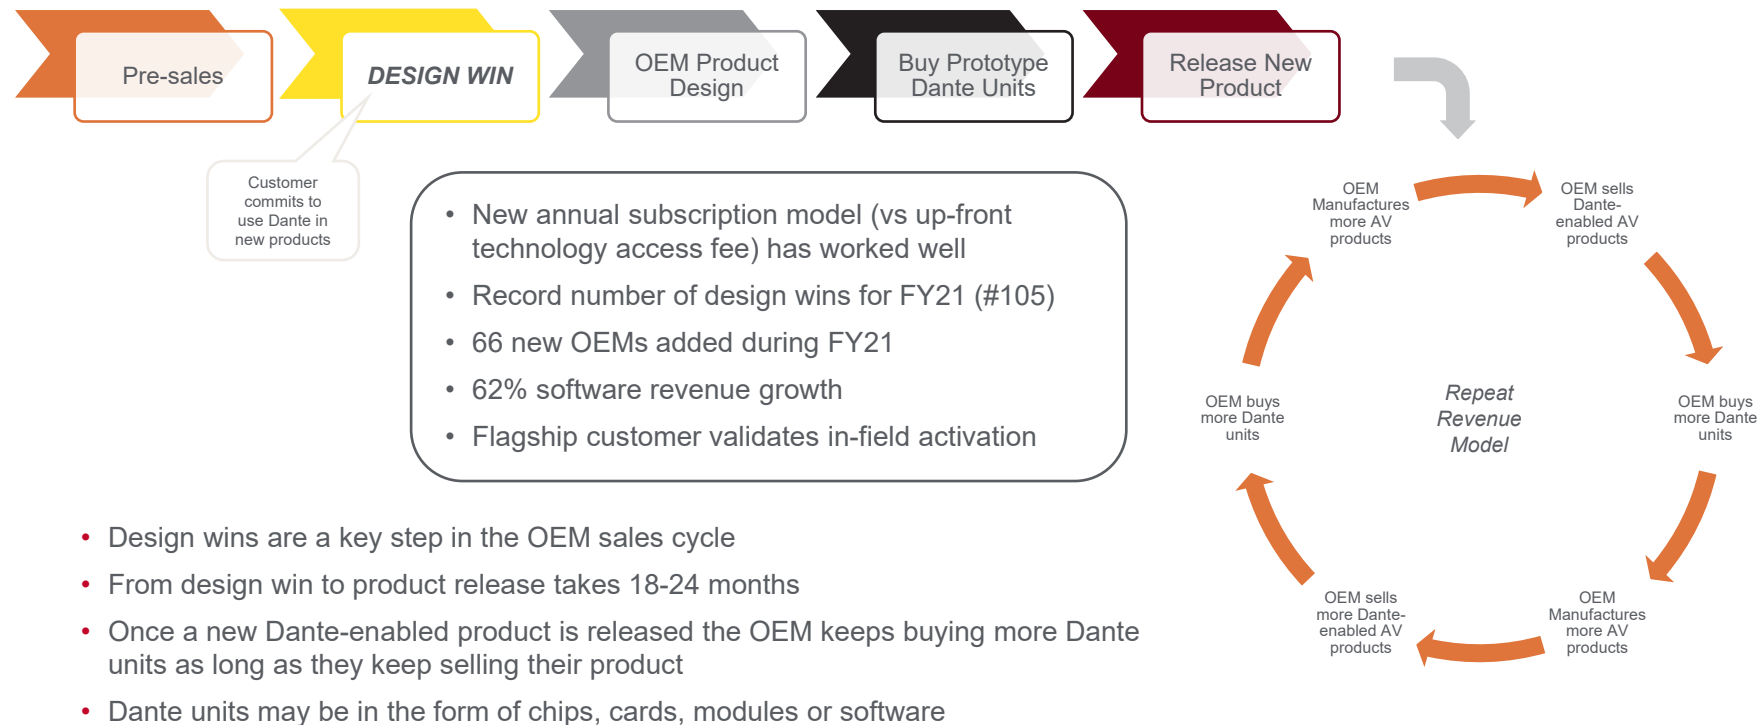 Pre-sales
DESIGN WIN
OEM Product
Design
Buy Prototype
Dante Units
Release New
Product
Customer
commits to
use Dante in
new products
• New annual subscription model (vs up-front
technology access fee) has worked well
• Record number of design wins for FY21 (#105)
• 66 new OEMs added during FY21
• 62% software revenue growth
• Flagship customer validates in-field activation
• Design wins are a key step in the OEM sales cycle
• From design win to product release takes 18-24 months
• Once a new Dante-enabled product is released the OEM keeps buying more Dante
units as long as they keep selling their product
• Dante units may be in the form of chips, cards, modules or software
OEM
Manufactures
more AV
products
OEM sells
Dante-
enabled AV
products
OEM buys
more Dante
units
OEM
Manufactures
more AV
products
OEM sells
more Dante-
enabled AV
products
OEM buys
more Dante
units
Repeat
Revenue
Model